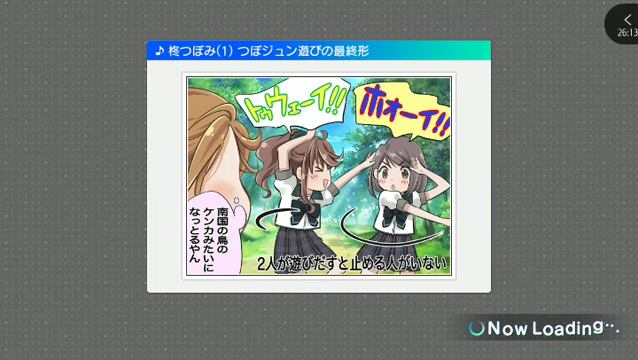 ♪ 柊つぼみ(1) つぼジュン遊びの最終形
トゥウェーイ!!
ホォーイ!!
南国の鳥の
ケンカみたいに
なっとるやん
2人が遊びだすと止める人がいない
26:13
Now Loading...